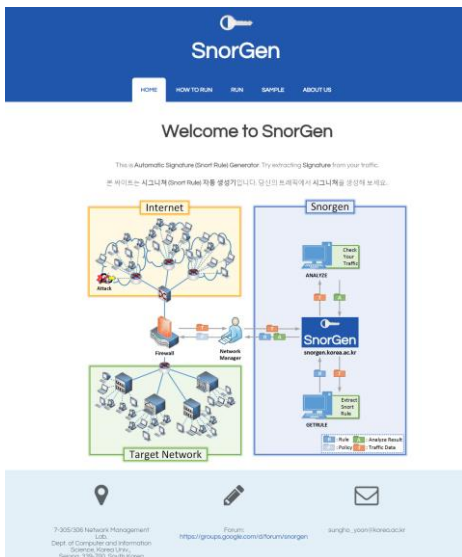 SnorGen
HOME HOW TO RUN RUN SAMPLE ABOUT US
Welcome to SnorGen
This is Automatic Signature (Snort Rule) Generator. Try extracting Signature from your traffic.
본 싸이트는 시그니쳐 (Snort Rule) 자동 생성기입니다. 당신의 트래픽에서 시그니쳐를 생성해 보세요.
Internet
Attack
Firewall
Network
Manager
Target Network
Snorgen
Check
Your
Traffic
ANALYZE
SnorGen
snorgen.korea.ac.kr
Extract
Snort
Rule
GETRULE
R : Rule A : Analyze Result
P : Policy T : Traffic Data
7-305/306 Network Management
Lab.
Dept. of Computer and Information
Science, Korea Univ.,
Forum:
https://groups.google.com/d/forum/snorgen
sungho_yoon@korea.ac.kr